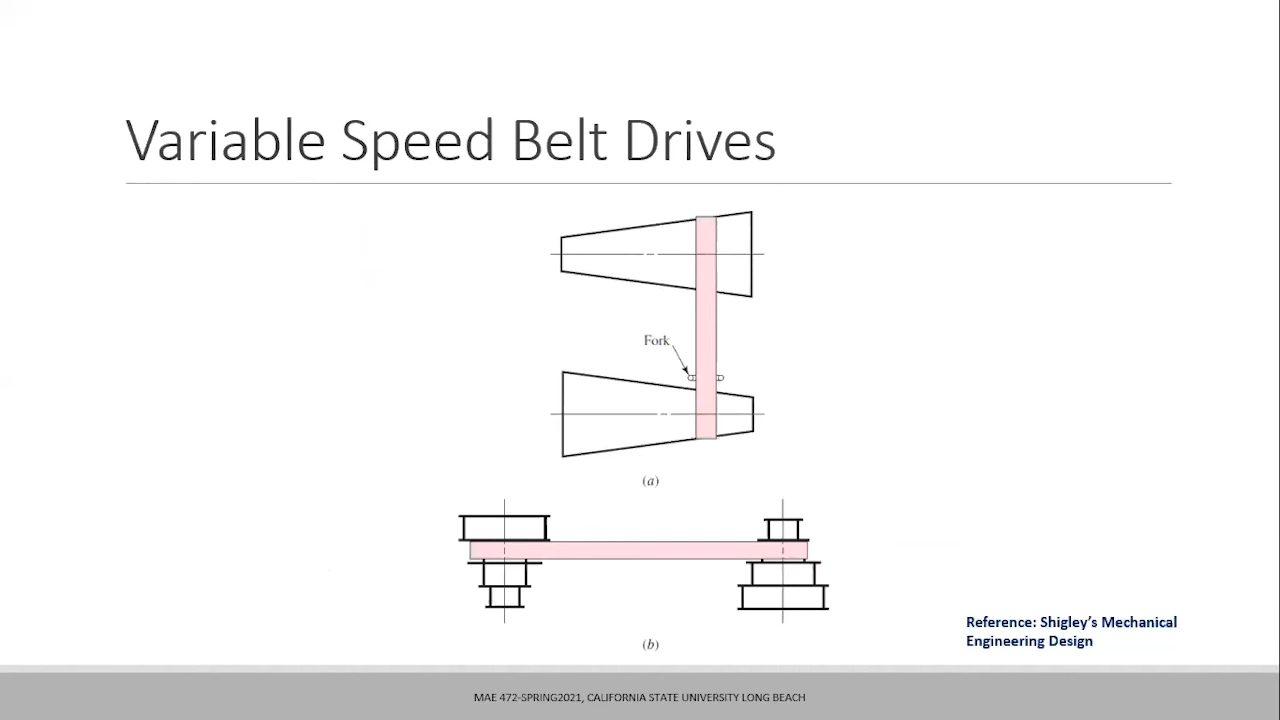 Variable Speed Belt Drives
Fork
(a)
(b)
Reference: Shigley’s Mechanical
Engineering Design
MAE 472-SPRING2021, CALIFORNIA STATE UNIVERSITY LONG BEACH